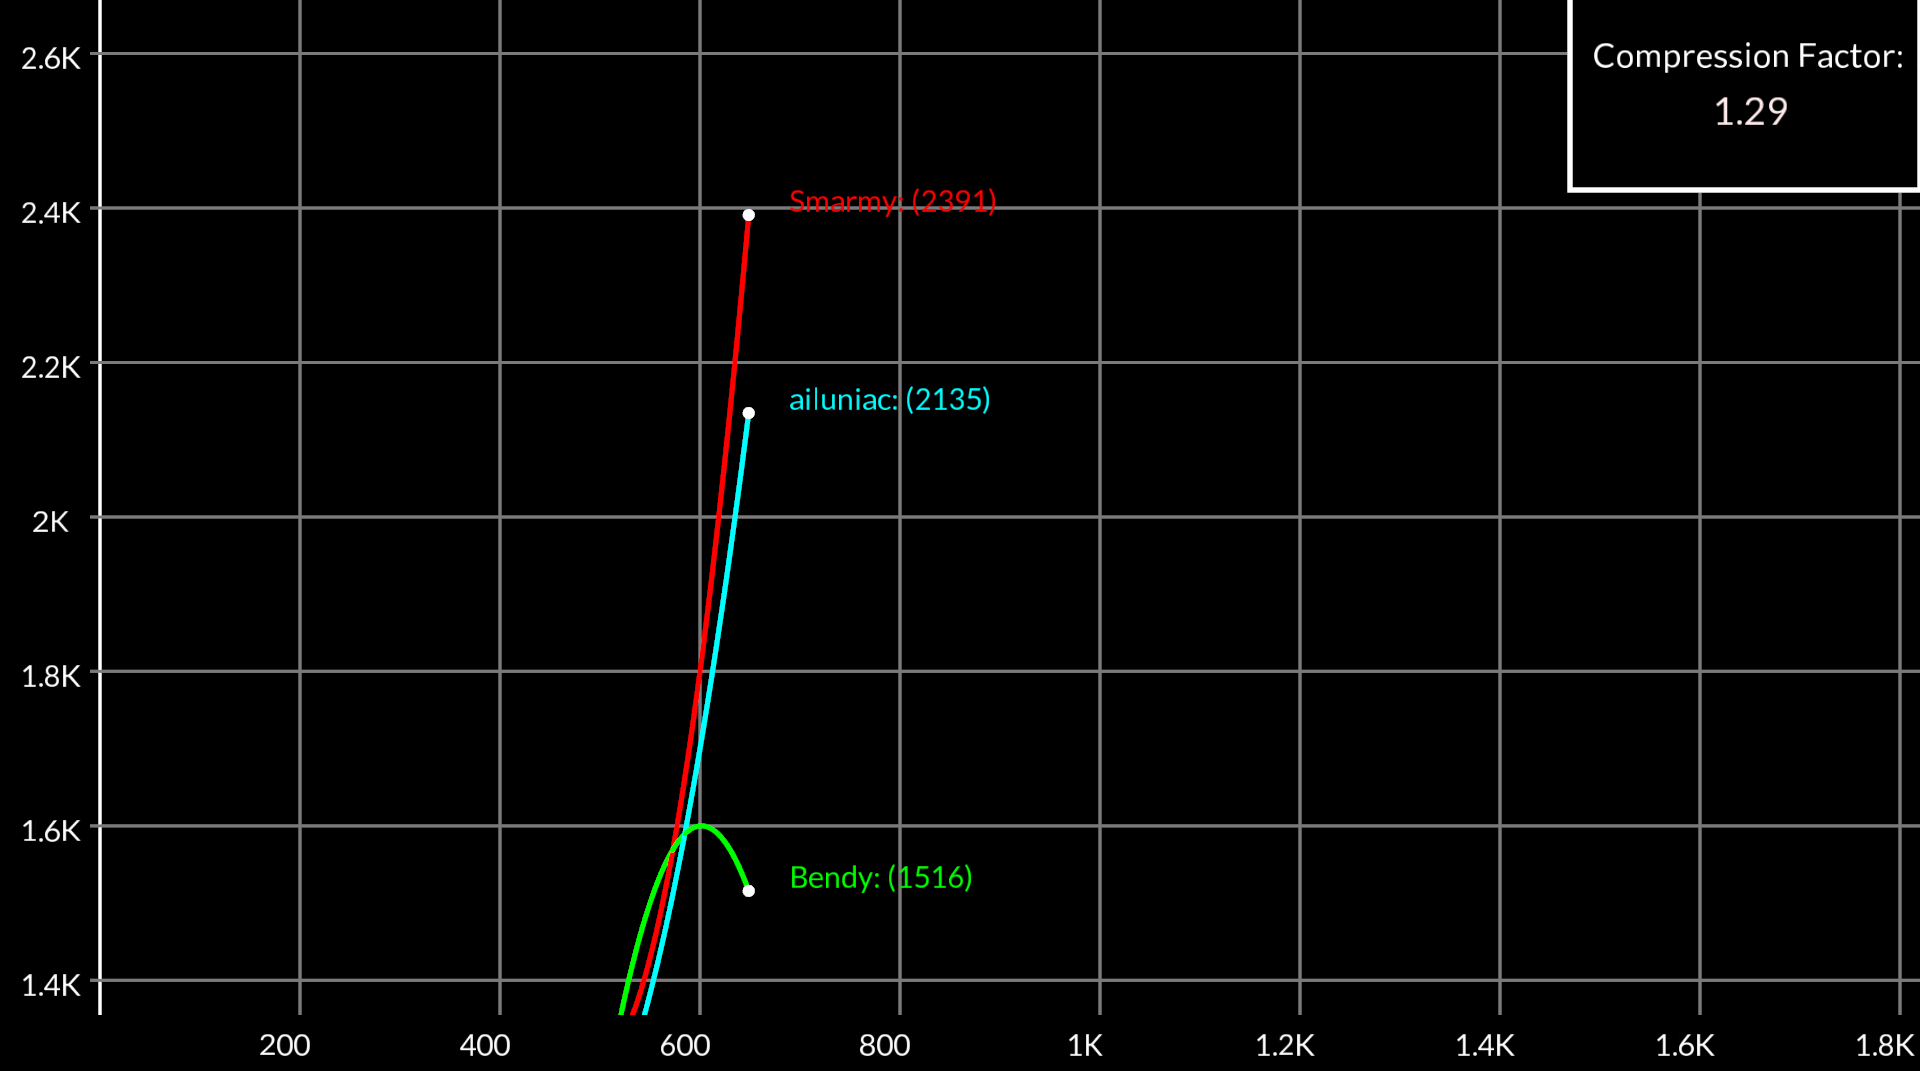 Compression Factor:
1.29
2.6K
2.4K
2.2K
2K
1.8K
1.6K
1.4K
Smarmy: (2391)
ailuniac: (2135)
Bendy: (1516)
200 400 600 800 1K 1.2K 1.4K 1.6K 1.8K